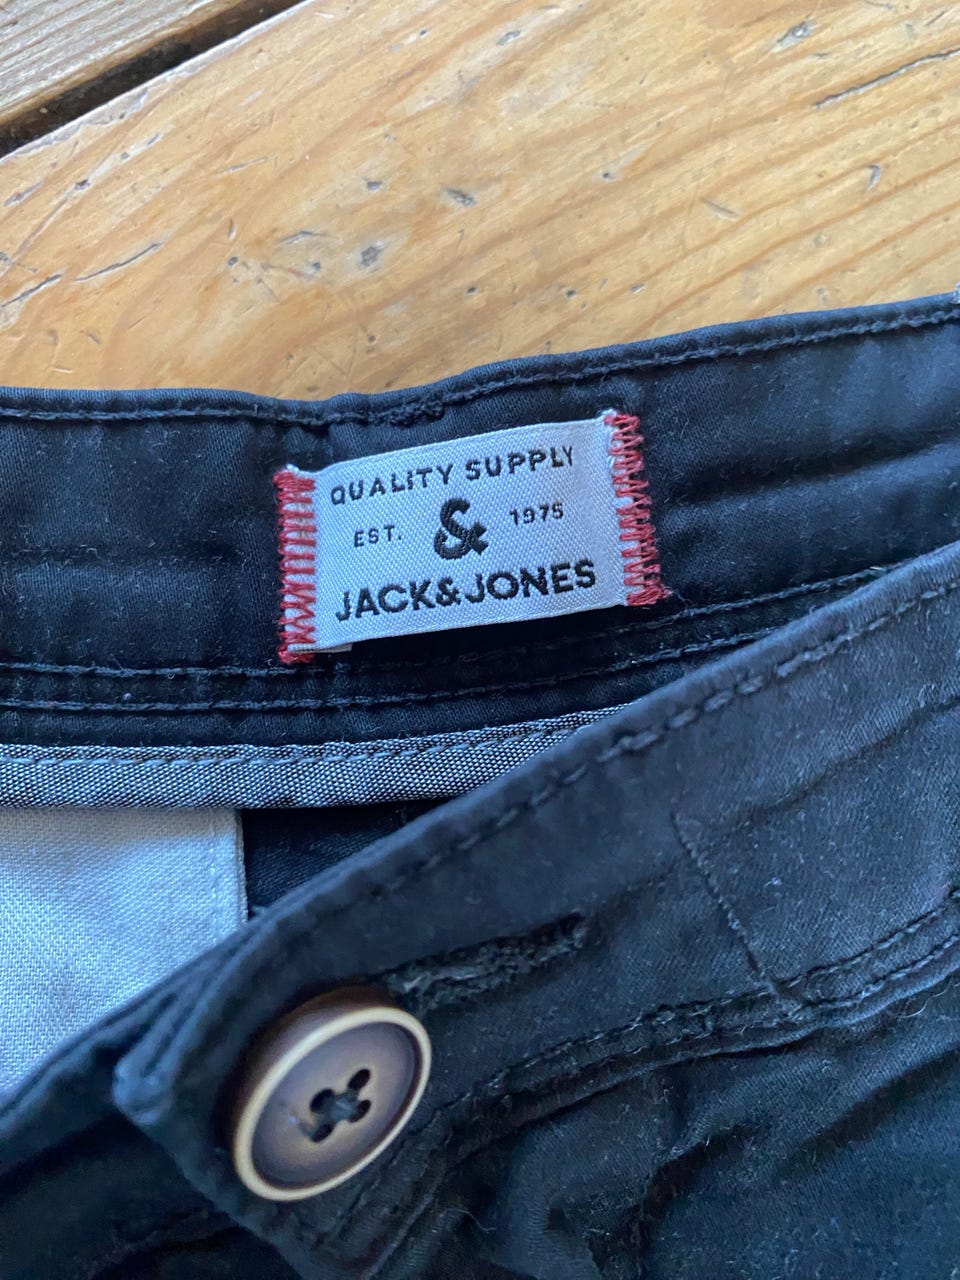 QUALITY SUPPLY
EST. & 1975
JACK&JONES